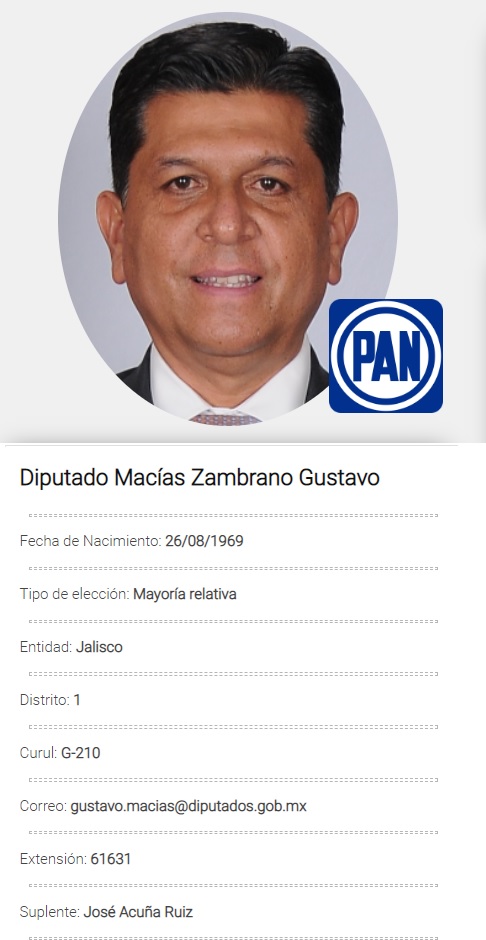 PAN
Diputado Macías Zambrano Gustavo
Fecha de Nacimiento: 26/08/1969
Tipo de elección: Mayoría relativa
Entidad: Jalisco
Distrito: 1
Curul: G-210
Correo: gustavo.macias@diputados.gob.mx
Extensión: 61631
Suplente: José Acuña Ruiz